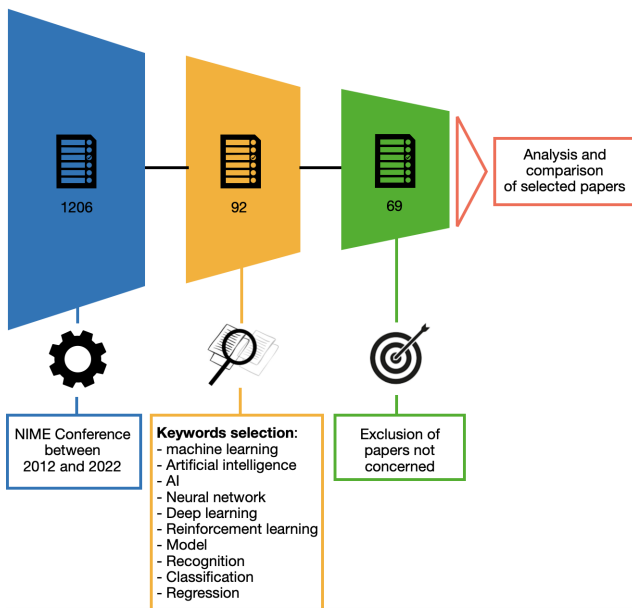 1206
92
69
Analysis and
comparison
of selected papers
NIME Conference
between
2012 and 2022
Keywords selection:
- machine learning
- Artificial intelligence
- AI
- Neural network
- Deep learning
- Reinforcement learning
- Model
- Recognition
- Classification
- Regression
Exclusion of
papers not
concerned